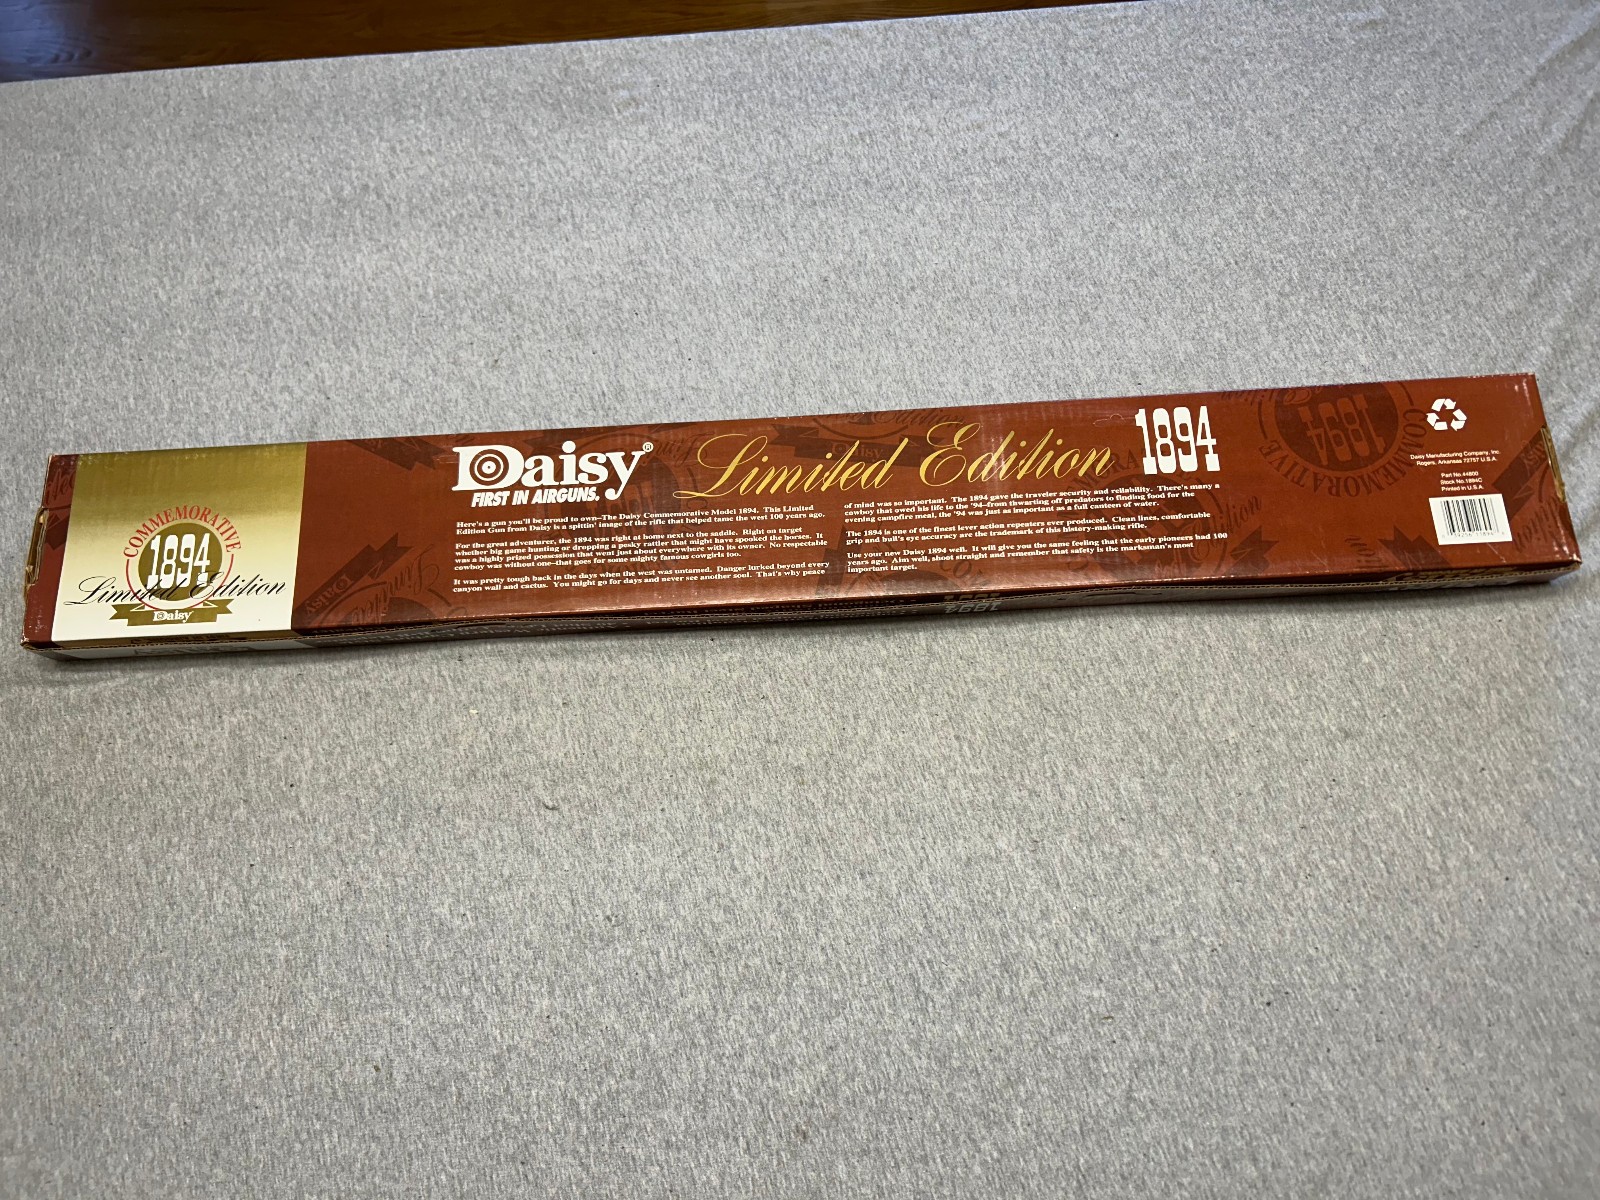 COMMEMORATIVE
1894
Limited Edition
Daisy
Daisy®
FIRST IN AIRGUNS.
Limited Edition
1894
Here's a gun you'll be proud to own–The Daisy Commemorative Model 1894. This Limited
Edition Gun from Daisy is a spittin' image of the rifle that helped tame the west 100 years ago.
For the great adventurer, the 1894 was right at home next to the saddle. Right on target
whether big game hunting or dropping a pesky rattler that might have spooked the horses. It
was a highly prized possession that went just about everywhere with its owner. No respectable
cowboy was without one–that goes for some mighty famous cowgirls too.
It was pretty tough back in the days when the west was untamed. Danger lurked beyond every
canyon wall and cactus. You might go for days and never see another soul. That's why peace
of mind was so important. The 1894 gave the traveler security and reliability. There's many a
cowboy that owed his life to the '94–from thwarting off predators to finding food for the
evening campfire meal, the '94 was just as important as a full canteen of water.
The 1894 is one of the finest lever action repeaters ever produced. Clean lines, comfortable
grip and bull's eye accuracy are the trademark of this history-making rifle.
Use your new Daisy 1894 well. It will give you the same feeling that the early pioneers had 100
years ago. Aim well, shoot straight and remember that safety is the marksman's most
important target.
COMMEMORATIVE
1894
Edition
Daisy Manufacturing Company, Inc.
Rogers, Arkansas 72757 U.S.A.
Part No.44800
Stock No.1894C
Printed in U.S.A.
1894